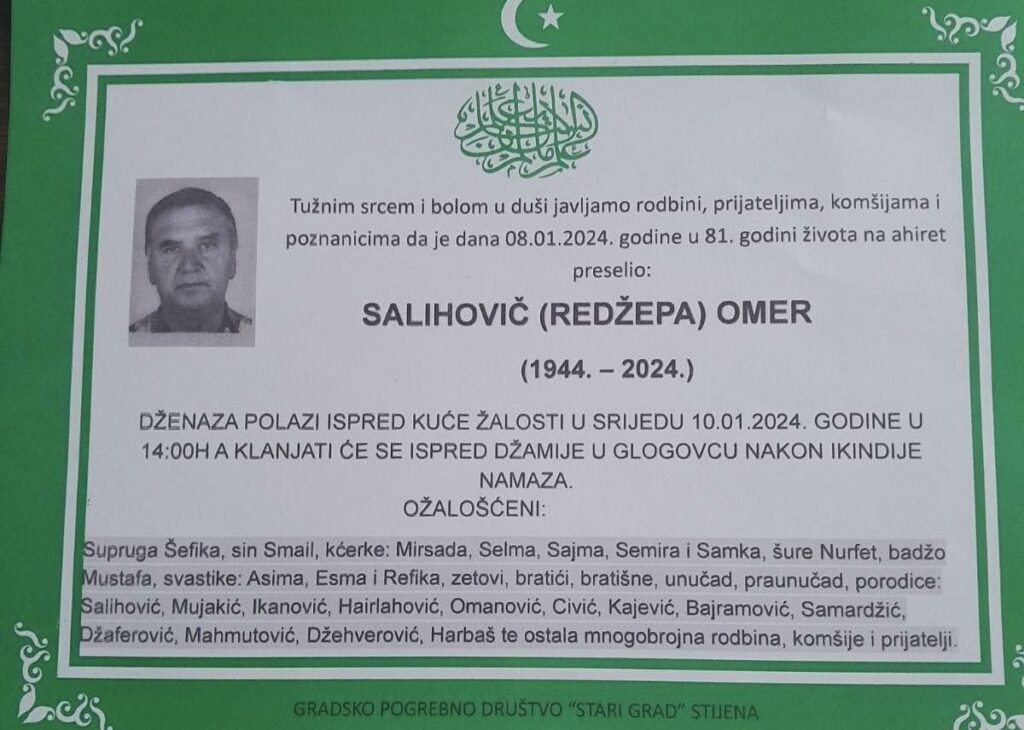 Tužnim srcem i bolom u duši javljamo rodbini, prijateljima, komšijama i
poznanicima da je dana 08.01.2024. godine u 81. godini života na ahiret
preselio:
SALIHOVIČ (REDŽEPA) OMER
(1944. – 2024.)
DŽENAZA POLAZI ISPRED KUĆE ŽALOSTI U SRIJEDU 10.01.2024. GODINE U
14:00H A KLANJATI ĆE SE ISPRED DŽAMIJE U GLOGOVCU NAKON IKINDIJE
NAMAZA.
OŽALOŠĆENI:
Supruga Šefika, sin Smail, kćerke: Mirsada, Selma, Sajma, Semira i Samka, šure Nurfet, badžo
Mustafa, svastike: Asima, Esma i Refika, zetovi, bratići, bratišne, unučad, praunučad, porodice:
Salihović, Mujakić, Ikanović, Hairlahović, Omanović, Civić, Kajević, Bajramović, Samardžić,
Džaferović, Mahmutović, Džehverović, Harbaš te ostala mnogobrojna rodbina, komšije i prijatelji.
GRADSKO POGREBNO DRUŠTVO “STARI GRAD” STIJENA